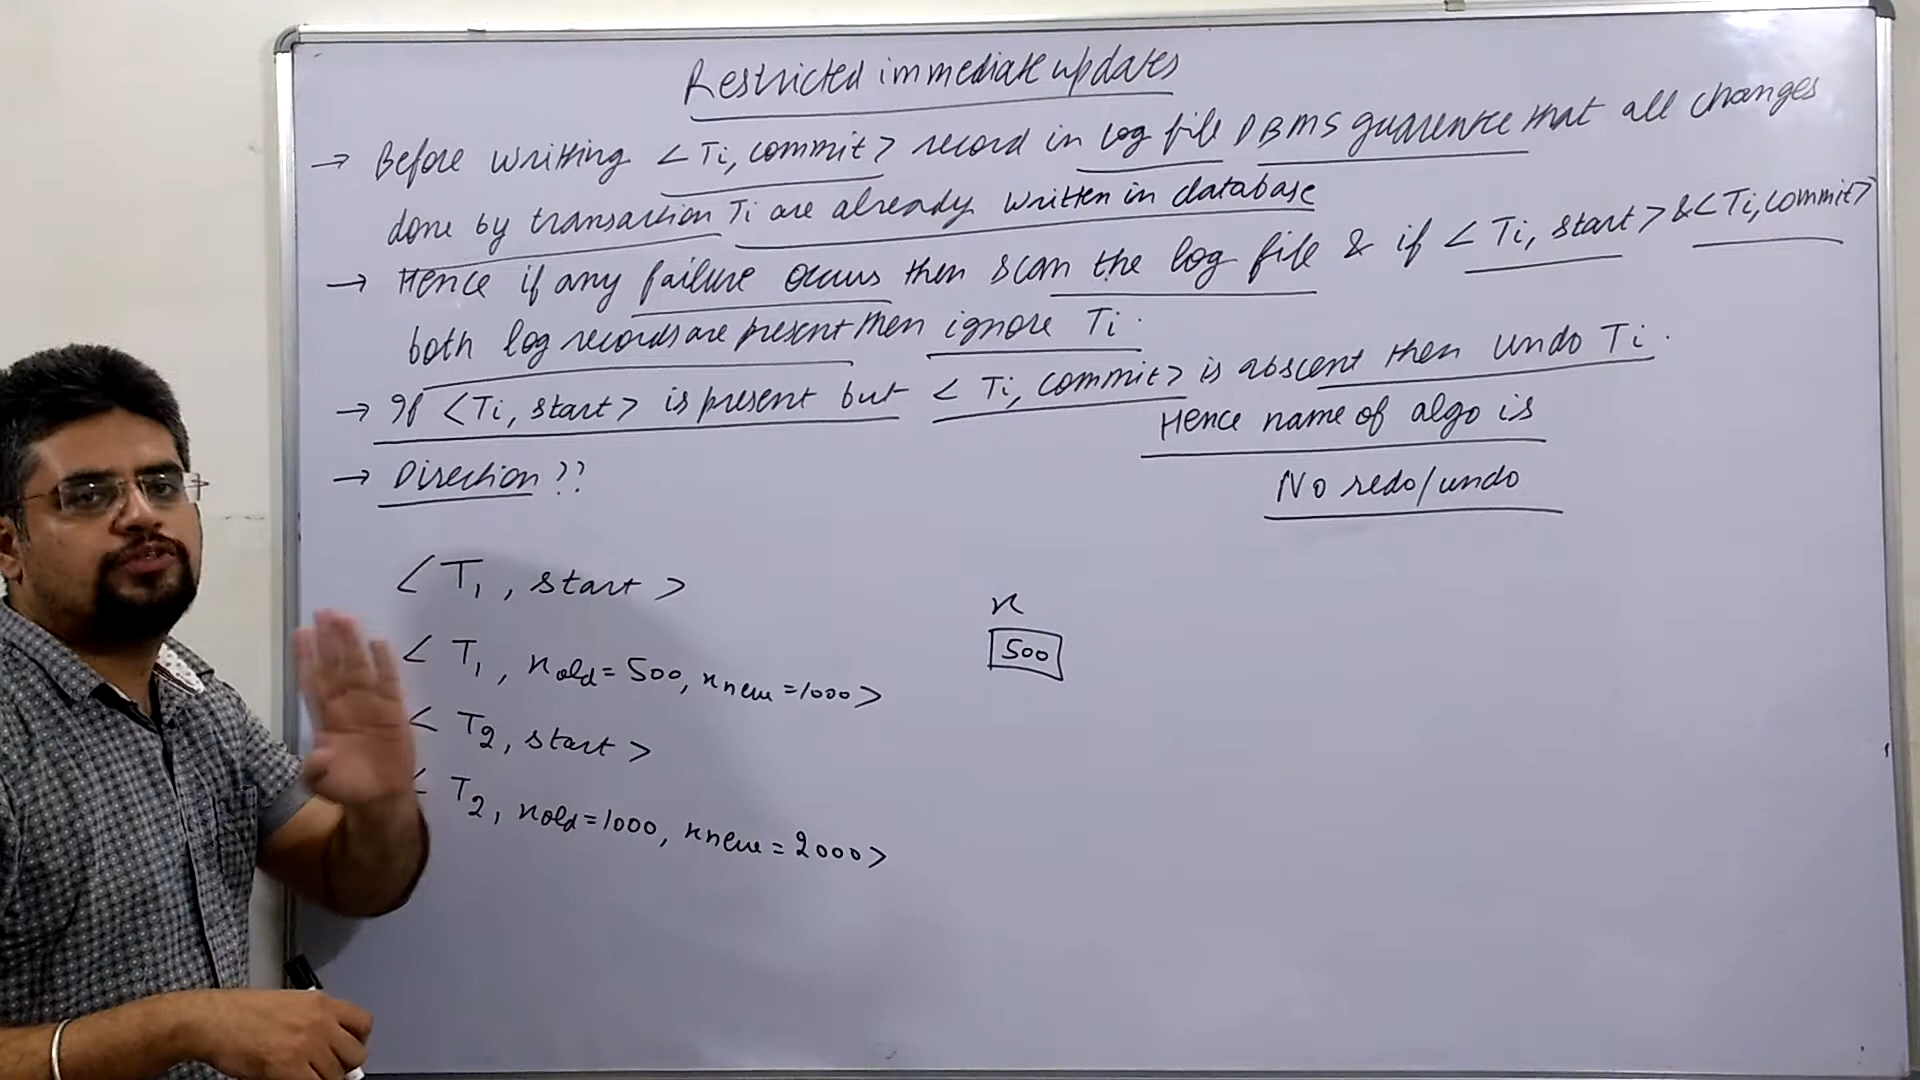 Restricted immediate updates
→ Before writting <Ti, commit> record in log file DBMS guarentee that all changes
done by transaction Ti are already written in database
→ Hence if any failure occurs then scan the log file & if <Ti, start> & <Ti, commit>
both log records are present then ignore Ti.
→ If <Ti, start> is present but <Ti, commit> is abscent then undo Ti.
Hence name of algo is
No redo/undo
→ Direction ??
<T1, start>
<T1, xold=500, xnew=1000>
<T2, start>
<T2, xold=1000, xnew=2000>
x
500